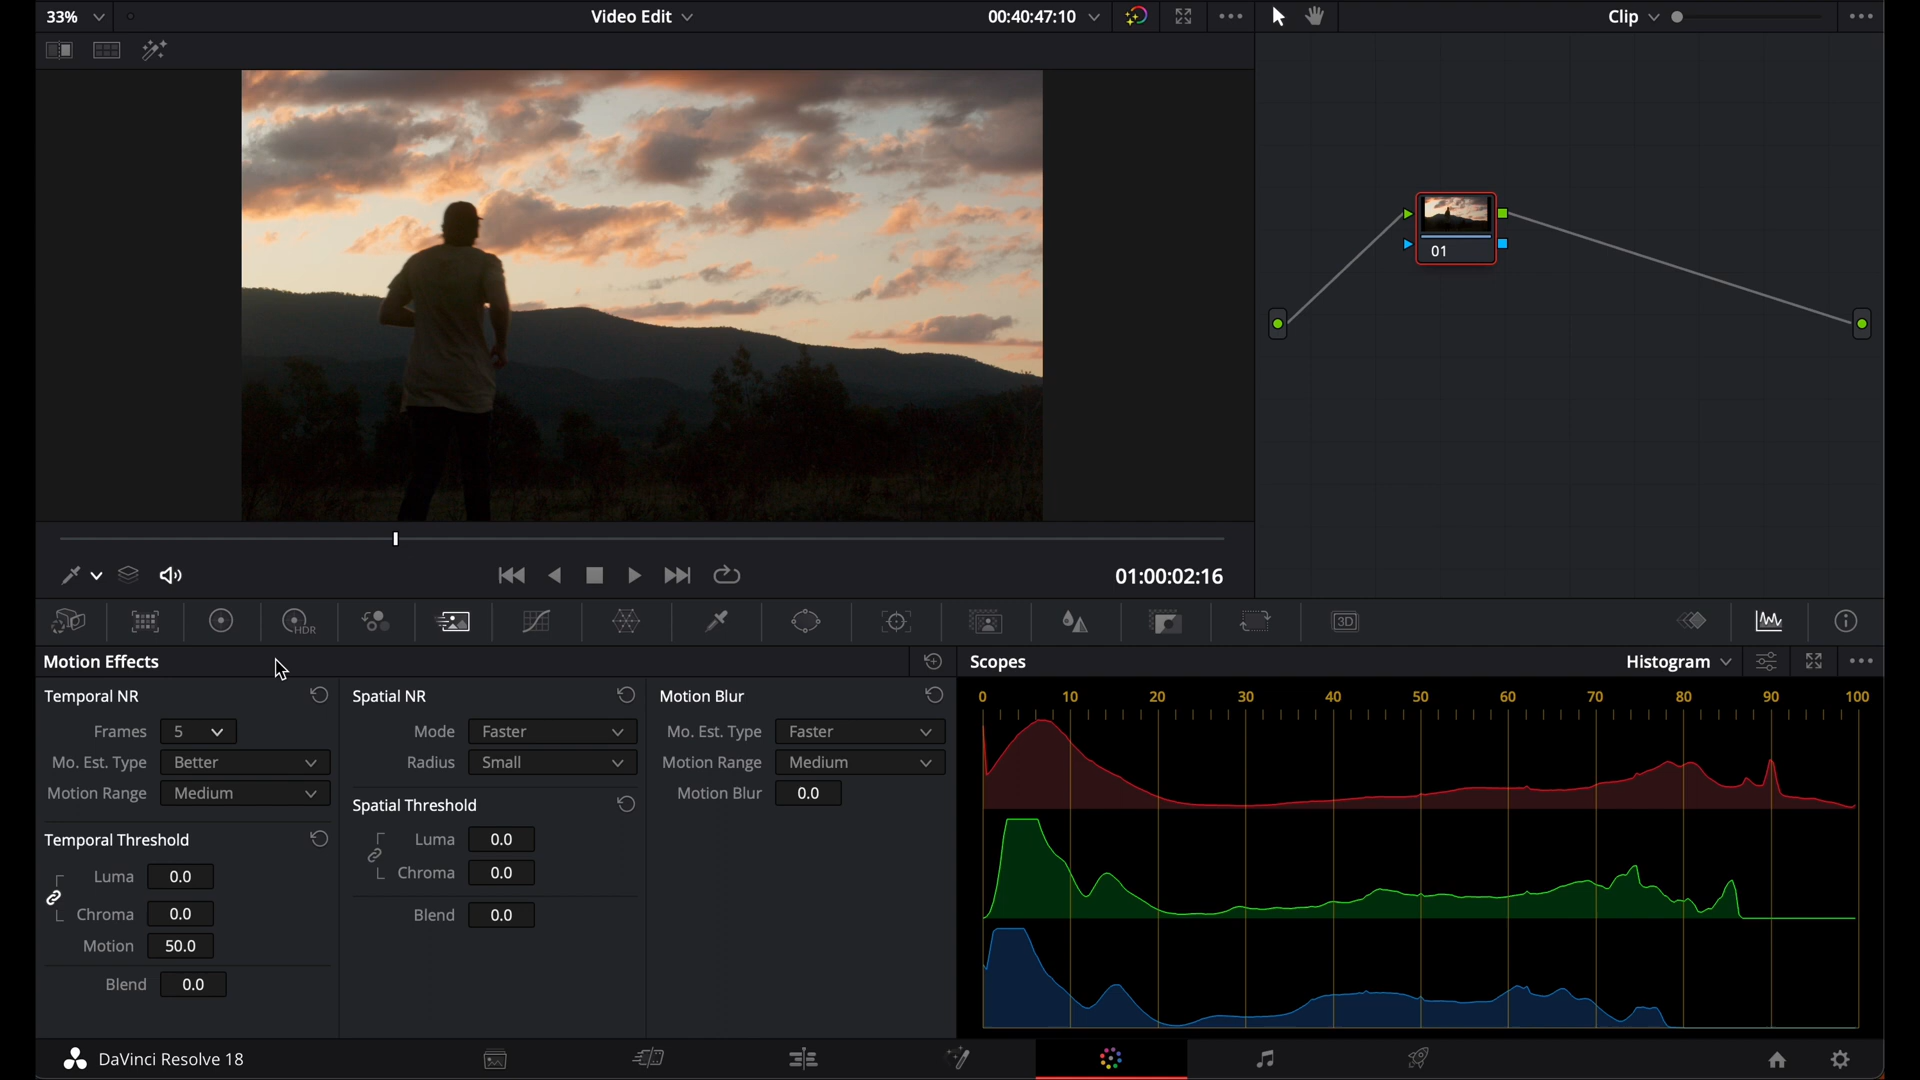 33%
Video Edit
00:40:47:10
Clip
01
01:00:02:16
HDR
3D
Motion Effects
Temporal NR
Frames 5
Mo. Est. Type Better
Motion Range Medium
Temporal Threshold
Luma 0.0
Chroma 0.0
Motion 50.0
Blend 0.0
Spatial NR
Mode Faster
Radius Small
Spatial Threshold
Luma 0.0
Chroma 0.0
Blend 0.0
Motion Blur
Mo. Est. Type Faster
Motion Range Medium
Motion Blur 0.0
Scopes
Histogram
0 10 20 30 40 50 60 70 80 90 100
DaVinci Resolve 18